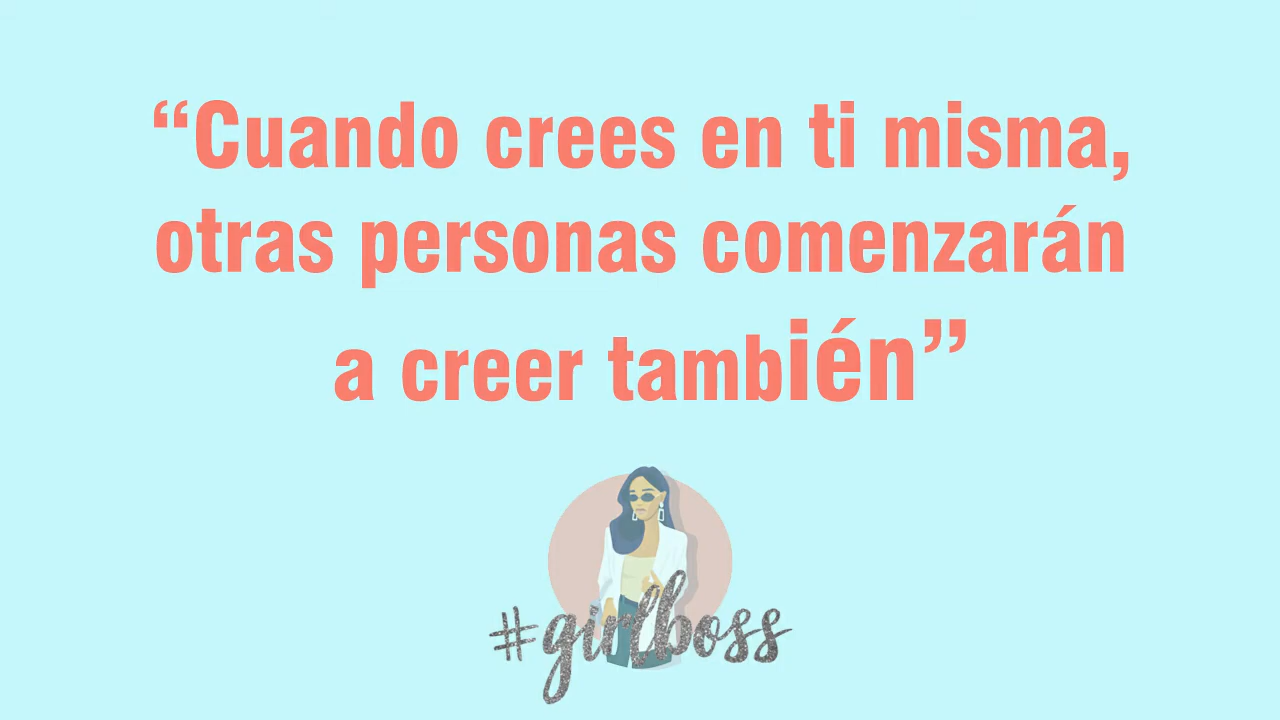 “Cuando crees en ti misma,
otras personas comenzarán
a creer también”
#girlboss